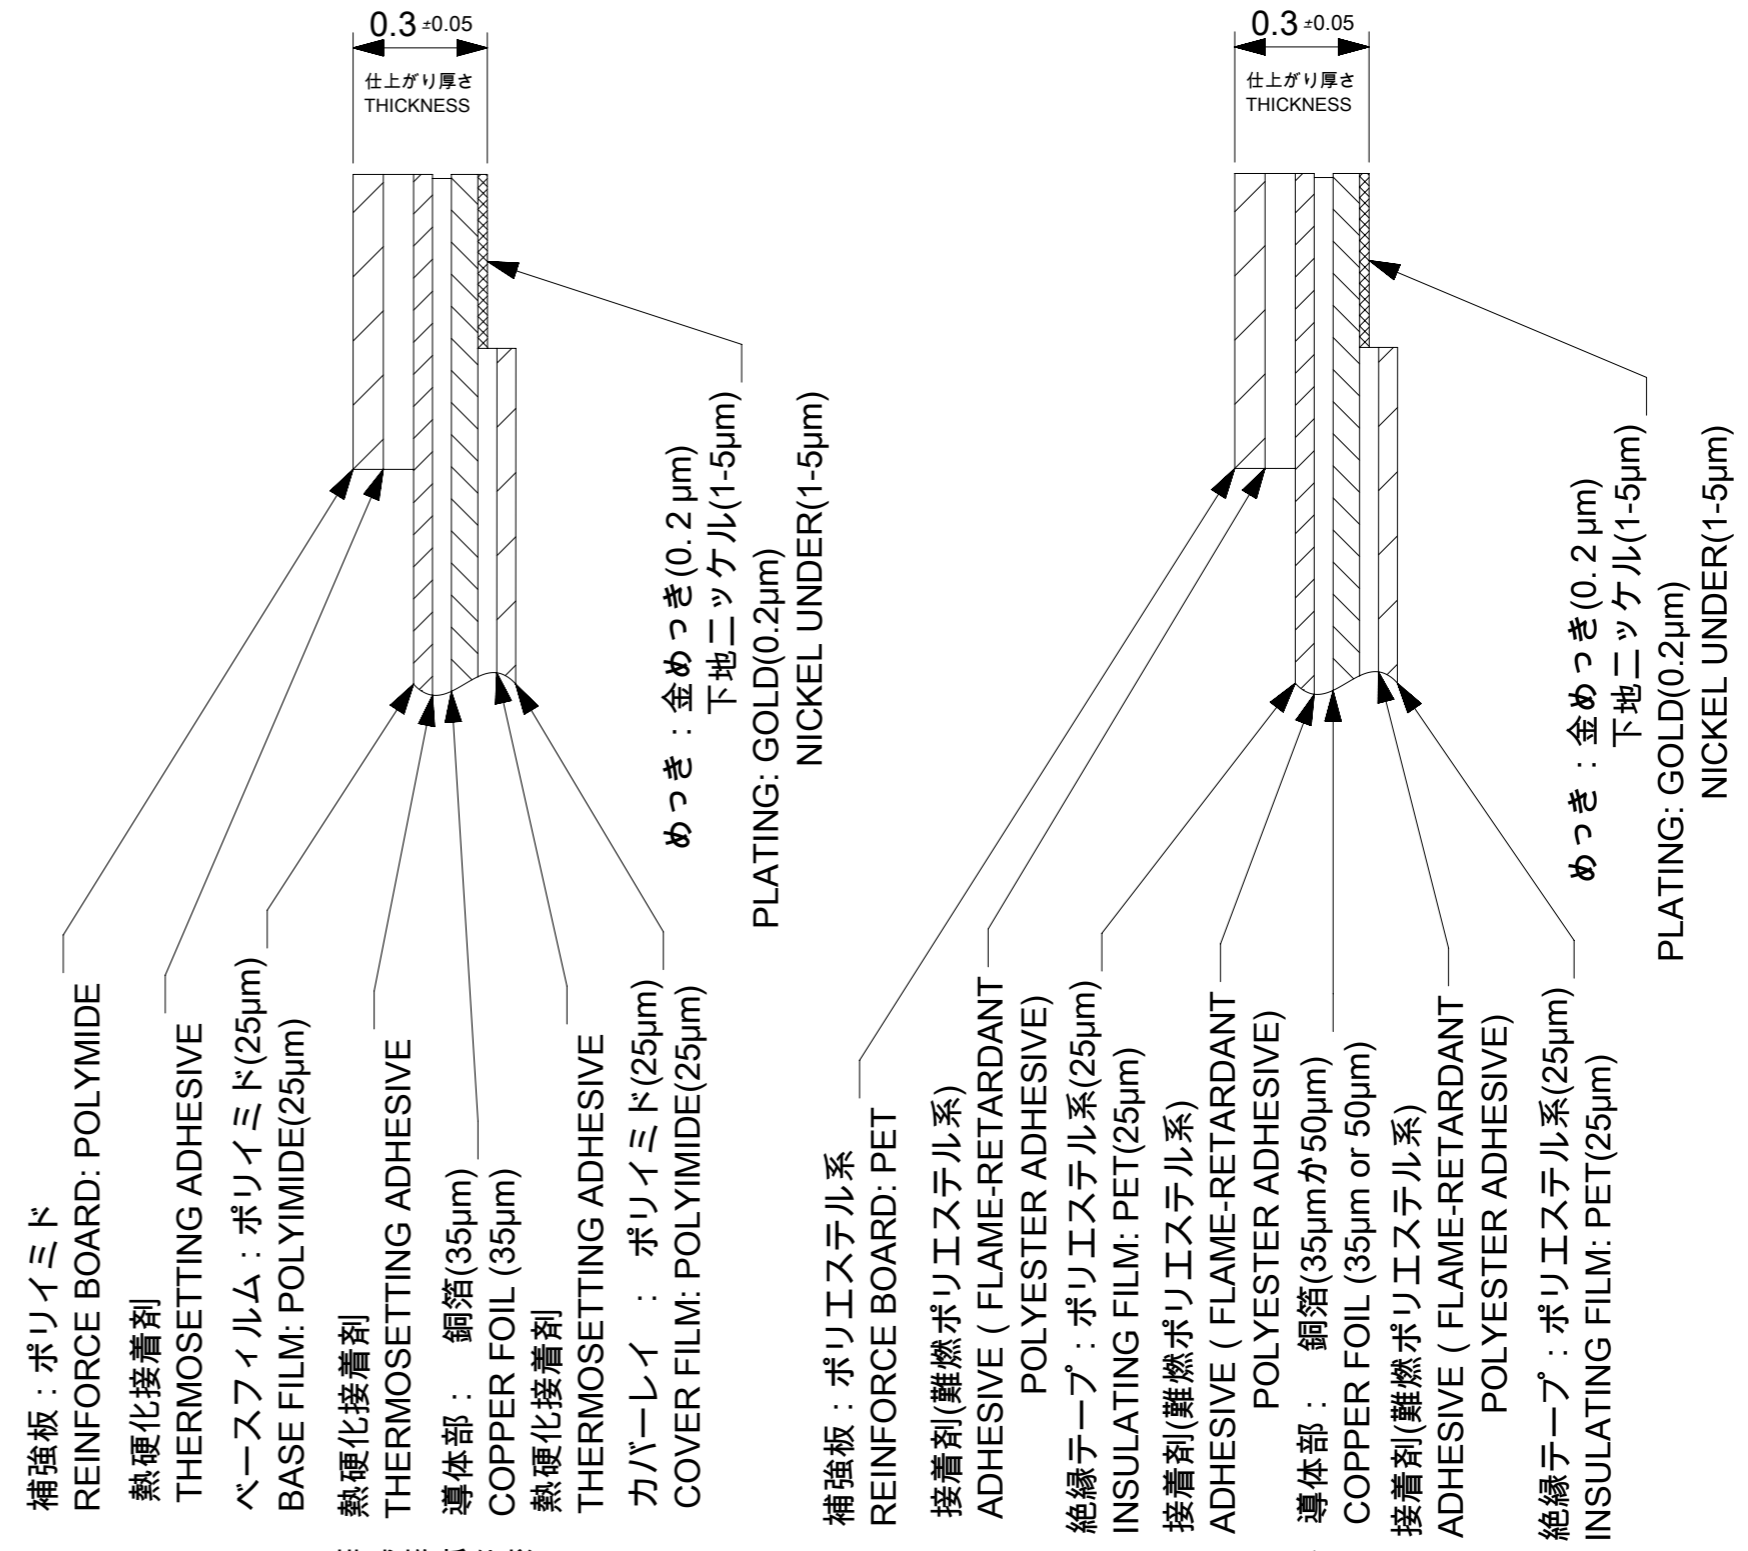 0.3 ±0.05
仕上がり厚さ
THICKNESS
めっき : 金めっき(0. 2 μm)
下地ニッケル(1-5μm)
PLATING: GOLD(0.2μm)
NICKEL UNDER(1-5μm)
補強板 : ポリイミド
REINFORCE BOARD: POLYMIDE
熱硬化接着剤
THERMOSETTING ADHESIVE
ベースフィルム : ポリイミド(25μm)
BASE FILM: POLYIMIDE(25μm)
熱硬化接着剤
THERMOSETTING ADHESIVE
導体部 : 銅箔(35μm)
COPPER FOIL (35μm)
熱硬化接着剤
THERMOSETTING ADHESIVE
カバーレイ : ポリイミド(25μm)
COVER FILM: POLYIMIDE(25μm)
0.3 ±0.05
仕上がり厚さ
THICKNESS
めっき : 金めっき(0. 2 μm)
下地ニッケル(1-5μm)
PLATING: GOLD(0.2μm)
NICKEL UNDER(1-5μm)
補強板 : ポリエステル系
REINFORCE BOARD: PET
接着剤(難燃ポリエステル系)
ADHESIVE ( FLAME-RETARDANT
POLYESTER ADHESIVE)
絶縁テープ : ポリエステル系(25μm)
INSULATING FILM: PET(25μm)
接着剤(難燃ポリエステル系)
ADHESIVE ( FLAME-RETARDANT
POLYESTER ADHESIVE)
導体部 : 銅箔(35μmか50μm)
COPPER FOIL (35μm or 50μm)
接着剤(難燃ポリエステル系)
ADHESIVE ( FLAME-RETARDANT
POLYESTER ADHESIVE)
絶縁テープ : ポリエステル系(25μm)
INSULATING FILM: PET(25μm)